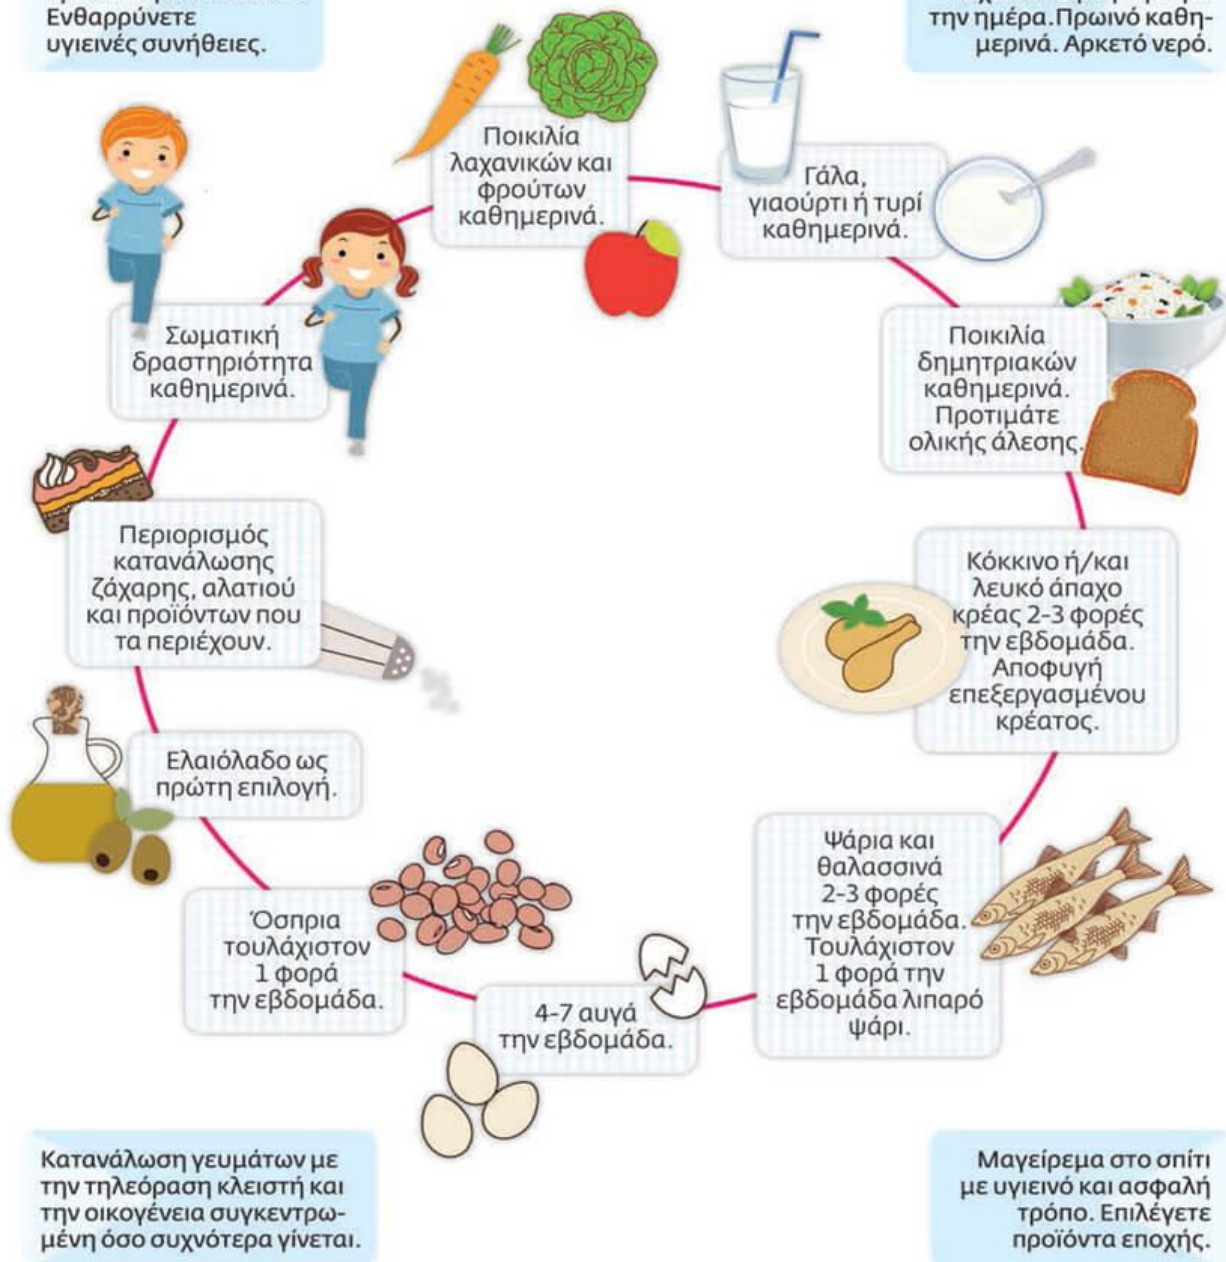 Ενθαρρύνετε
υγιεινές συνήθειες.
την ημέρα. Πρωινό καθη-
μερινά. Αρκετό νερό.
Ποικιλία
λαχανικών και
φρούτων
καθημερινά.
Γάλα,
γιαούρτι ή τυρί
καθημερινά.
Ποικιλία
δημητριακών
καθημερινά.
Προτιμάτε
ολικής άλεσης.
Κόκκινο ή/και
λευκό άπαχο
κρέας 2-3 φορές
την εβδομάδα.
Αποφυγή
επεξεργασμένου
κρέατος.
Ψάρια και
θαλασσινά
2-3 φορές
την εβδομάδα.
Τουλάχιστον
1 φορά την
εβδομάδα λιπαρό
ψάρι.
4-7 αυγά
την εβδομάδα.
Όσπρια
τουλάχιστον
1 φορά
την εβδομάδα.
Ελαιόλαδο ως
πρώτη επιλογή.
Περιορισμός
κατανάλωσης
ζάχαρης, αλατιού
και προϊόντων που
τα περιέχουν.
Σωματική
δραστηριότητα
καθημερινά.
Κατανάλωση γευμάτων με
την τηλεόραση κλειστή και
την οικογένεια συγκεντρω-
μένη όσο συχνότερα γίνεται.
Μαγείρεμα στο σπίτι
με υγιεινό και ασφαλή
τρόπο. Επιλέγετε
προϊόντα εποχής.